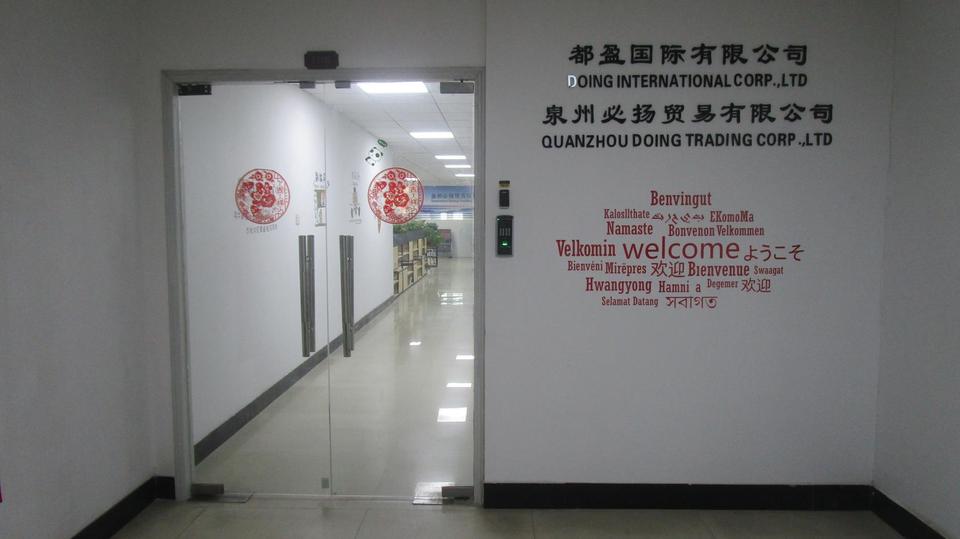 都盈国际有限公司
DOING INTERNATIONAL CORP.,LTD
泉州必扬贸易有限公司
QUANZHOU DOING TRADING CORP.,LTD
Benvingut
EKomoMa
Namaste Bonvenon Velkommen
Velkomin welcome ようこそ
Bienvéni Mirëpres 欢迎 Bienvenue Swaagat
Hwangyong Hamni a Degemer 欢迎
Selamat Datang সবাগত